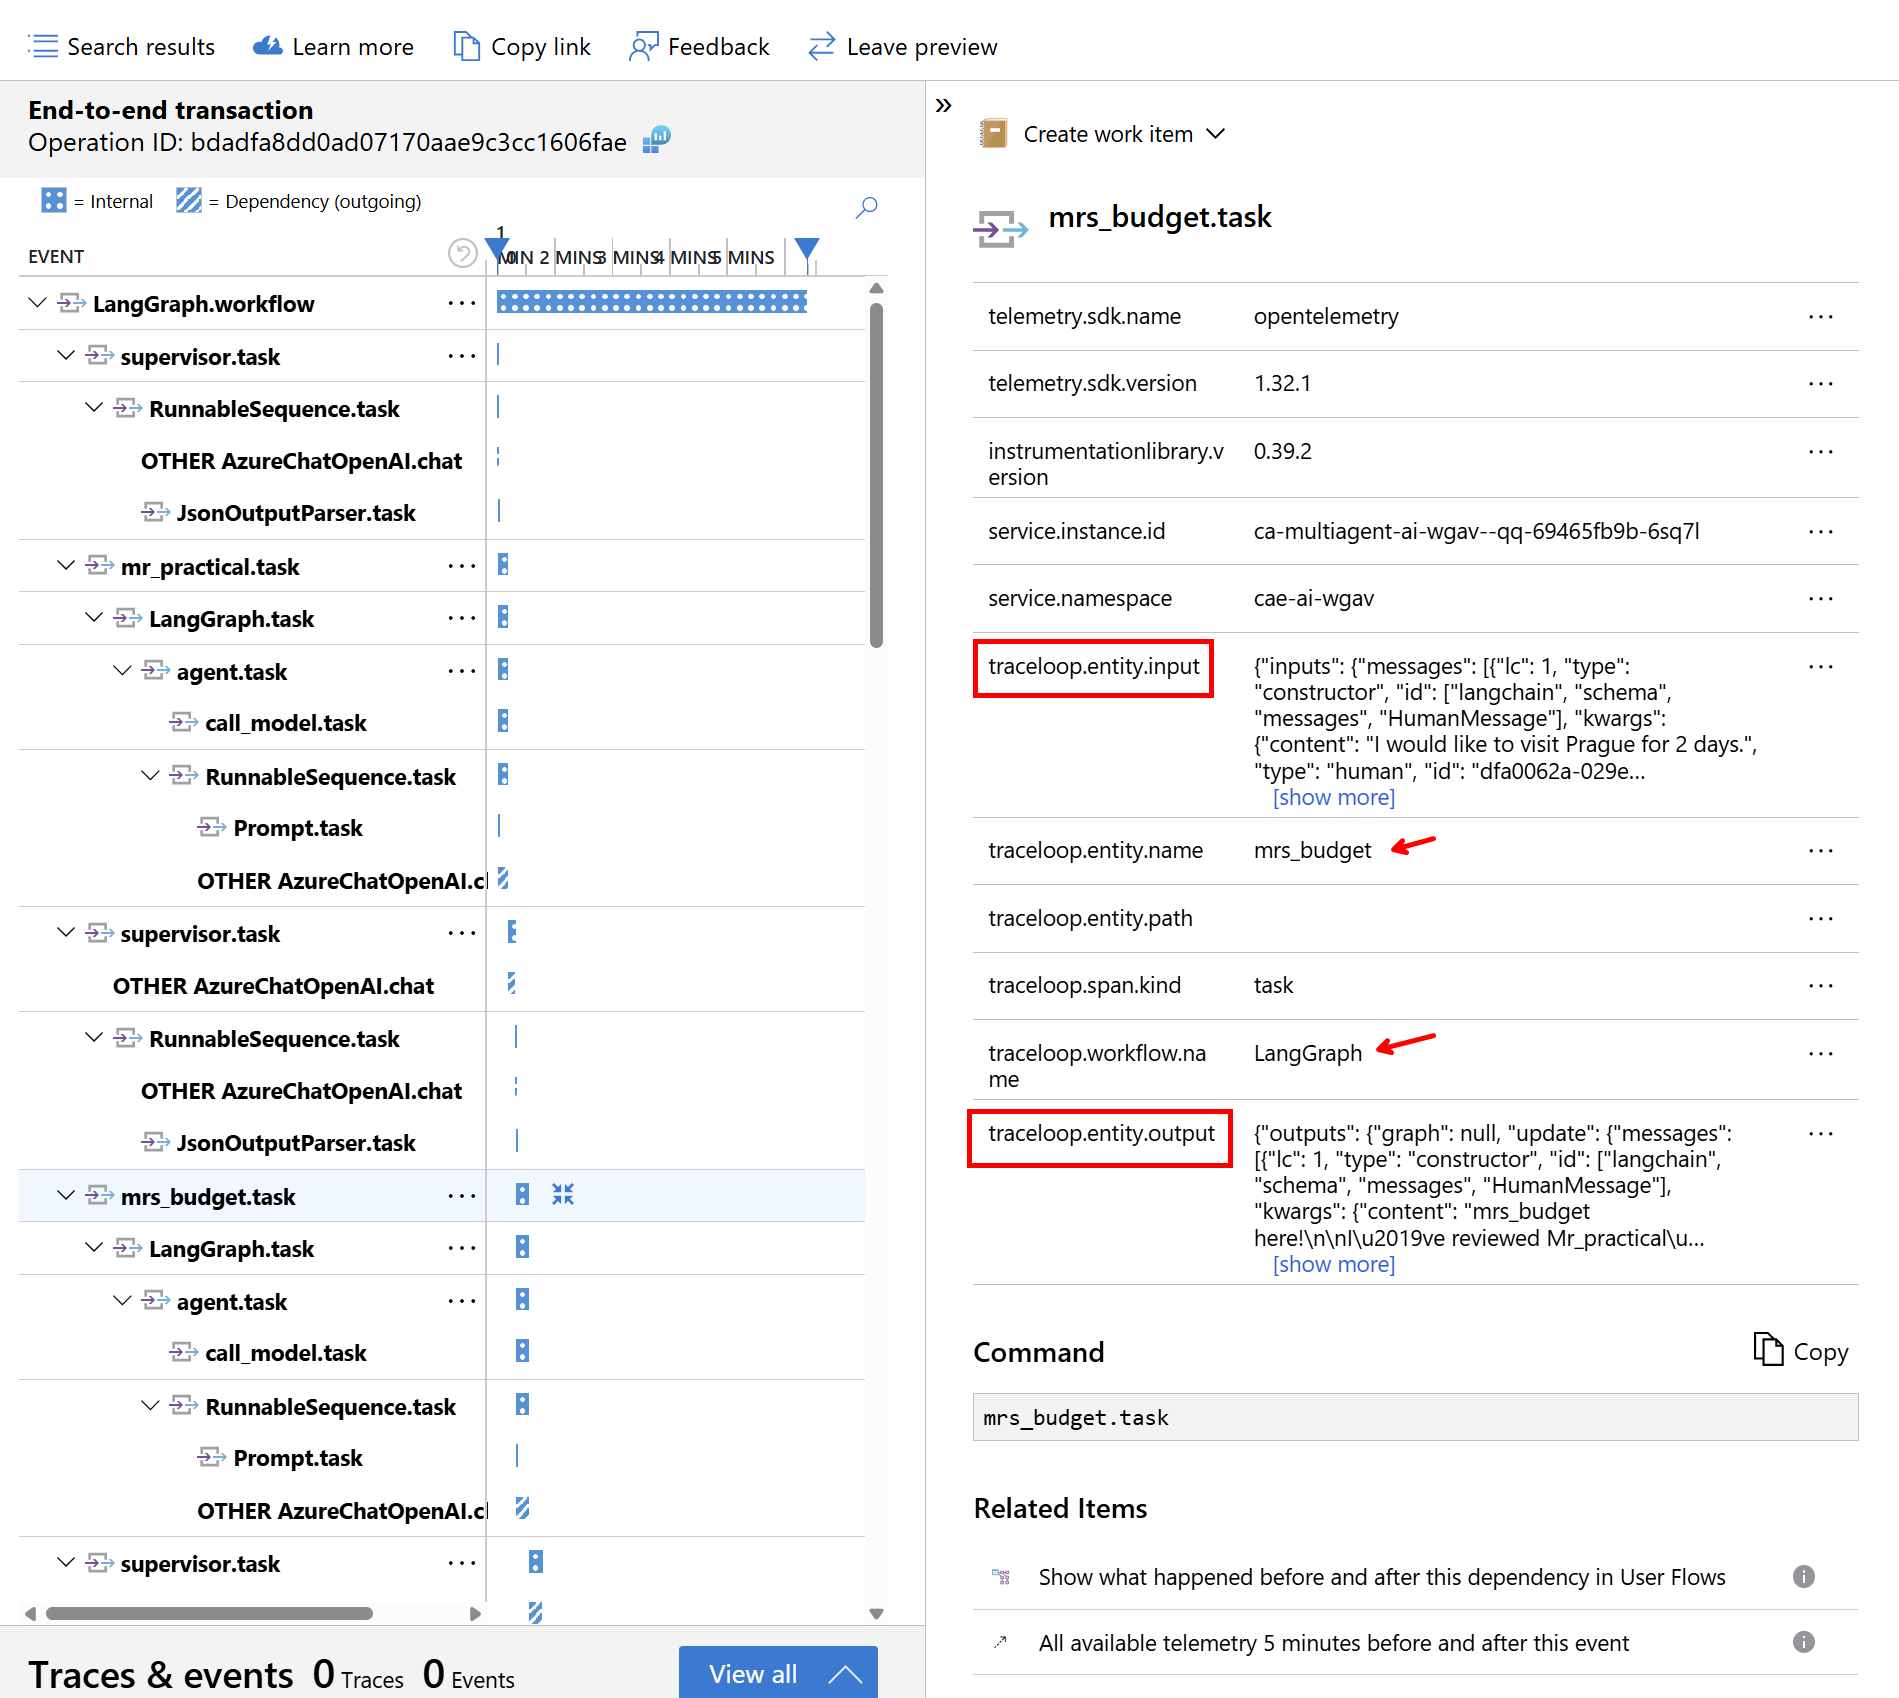 Search results
Learn more
Copy link
Feedback
Leave preview
End-to-end transaction
Operation ID: bdadfa8dd0ad07170aae9c3cc1606fae
= Internal
= Dependency (outgoing)
EVENT
1 MIN
2 MINS
3 MINS
4 MINS
5 MINS
LangGraph.workflow
supervisor.task
RunnableSequence.task
OTHER AzureChatOpenAI.chat
JsonOutputParser.task
mr_practical.task
LangGraph.task
agent.task
call_model.task
RunnableSequence.task
Prompt.task
OTHER AzureChatOpenAI.c
supervisor.task
OTHER AzureChatOpenAI.chat
RunnableSequence.task
OTHER AzureChatOpenAI.chat
JsonOutputParser.task
mrs_budget.task
LangGraph.task
agent.task
call_model.task
RunnableSequence.task
Prompt.task
OTHER AzureChatOpenAI.c
supervisor.task
Traces & events 0 Traces 0 Events
View all
Create work item
mrs_budget.task
telemetry.sdk.name opentelemetry
telemetry.sdk.version 1.32.1
instrumentationlibrary.v 0.39.2
ersion
service.instance.id ca-multiagent-ai-wgav--qq-69465fb9b-6sq7l
service.namespace cae-ai-wgav
traceloop.entity.input {"inputs": {"messages": [{"lc": 1, "type":
"constructor", "id": ["langchain", "schema",
"messages", "HumanMessage"], "kwargs":
{"content": "I would like to visit Prague for 2 days.",
"type": "human", "id": "dfa0062a-029e...
[show more]
traceloop.entity.name mrs_budget
traceloop.entity.path
traceloop.span.kind task
traceloop.workflow.na LangGraph
me
traceloop.entity.output {"outputs": {"graph": null, "update": {"messages":
[{"lc": 1, "type": "constructor", "id": ["langchain",
"schema", "messages", "HumanMessage"],
"kwargs": {"content": "mrs_budget
here!\n\nI\u2019ve reviewed Mr_practical\u...
[show more]
Command
Copy
mrs_budget.task
Related Items
Show what happened before and after this dependency in User Flows
All available telemetry 5 minutes before and after this event